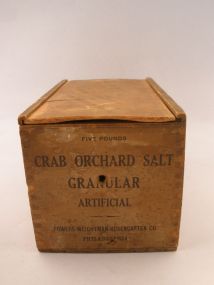 FIVE POUNDS
CRAB ORCHARD SALT
GRANULAR
ARTIFICIAL
POWERS-WEIGHTMAN-ROSENGARTEN CO.
PHILADELPHIA